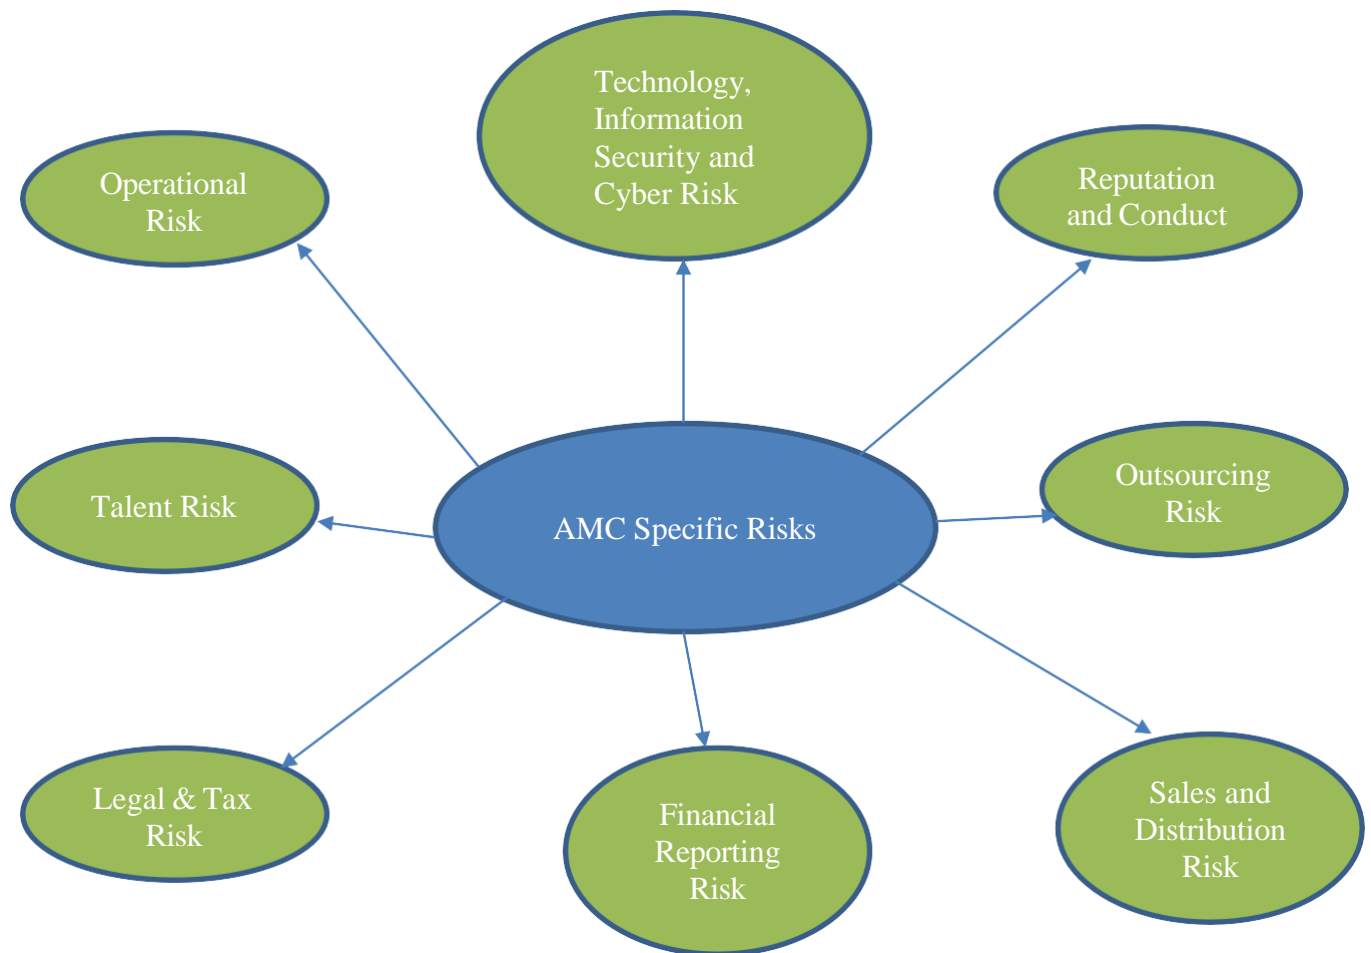 Technology,
Information
Security and
Cyber Risk
Operational
Risk
Reputation
and Conduct
Talent Risk
AMC Specific Risks
Outsourcing
Risk
Legal & Tax
Risk
Financial
Reporting
Risk
Sales and
Distribution
Risk